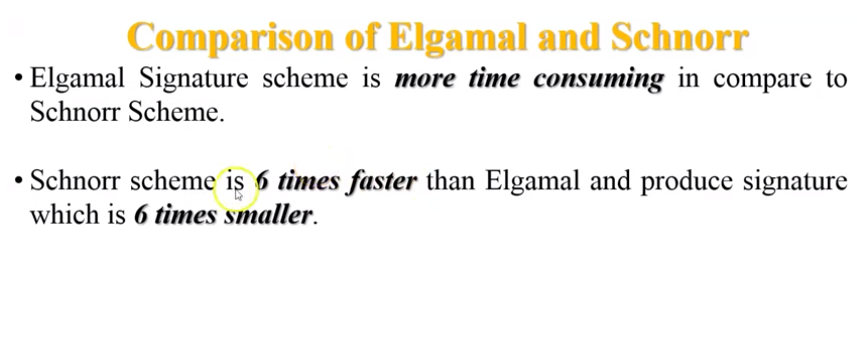 Comparison of Elgamal and Schnorr
• Elgamal Signature scheme is more time consuming in compare to
Schnorr Scheme.
• Schnorr scheme is 6 times faster than Elgamal and produce signature
which is 6 times smaller.